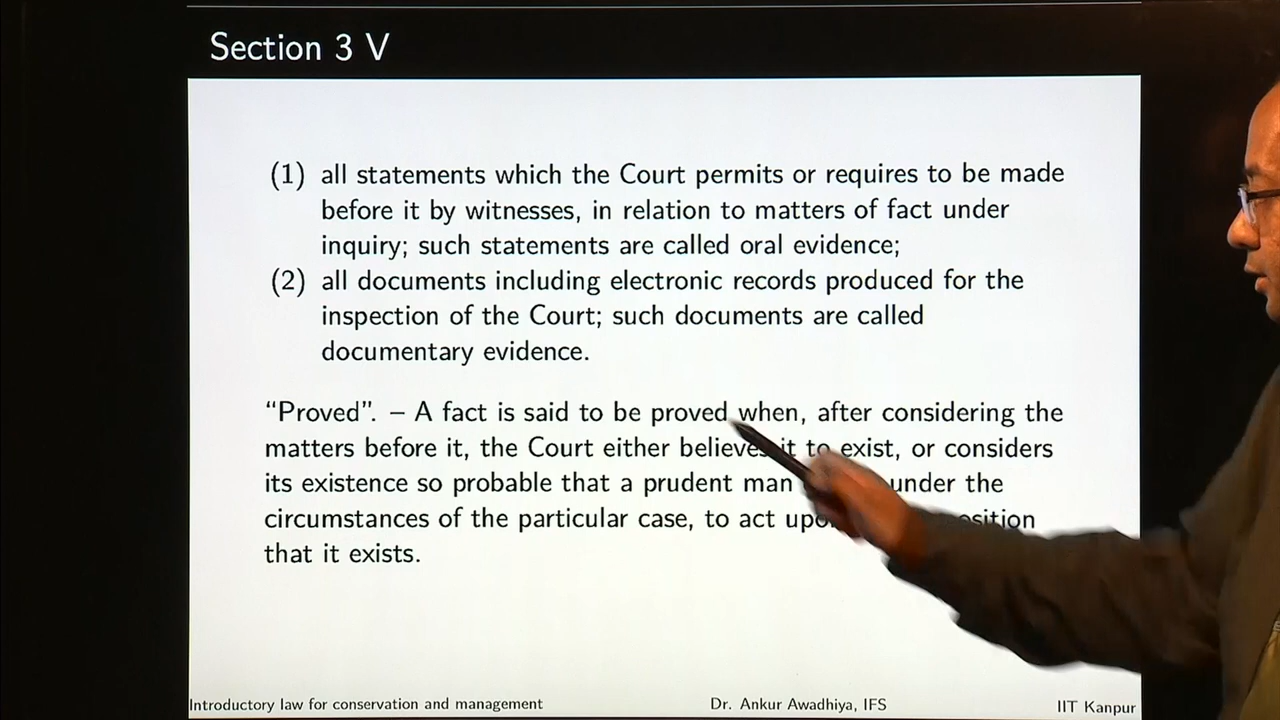 Section 3 V
(1) all statements which the Court permits or requires to be made
before it by witnesses, in relation to matters of fact under
inquiry; such statements are called oral evidence;
(2) all documents including electronic records produced for the
inspection of the Court; such documents are called
documentary evidence.
“Proved”. – A fact is said to be proved when, after considering the
matters before it, the Court either believes it to exist, or considers
its existence so probable that a prudent man under the
circumstances of the particular case, to act upon
that it exists.
Introductory law for conservation and management Dr. Ankur Awadhiya, IFS IIT Kanpur